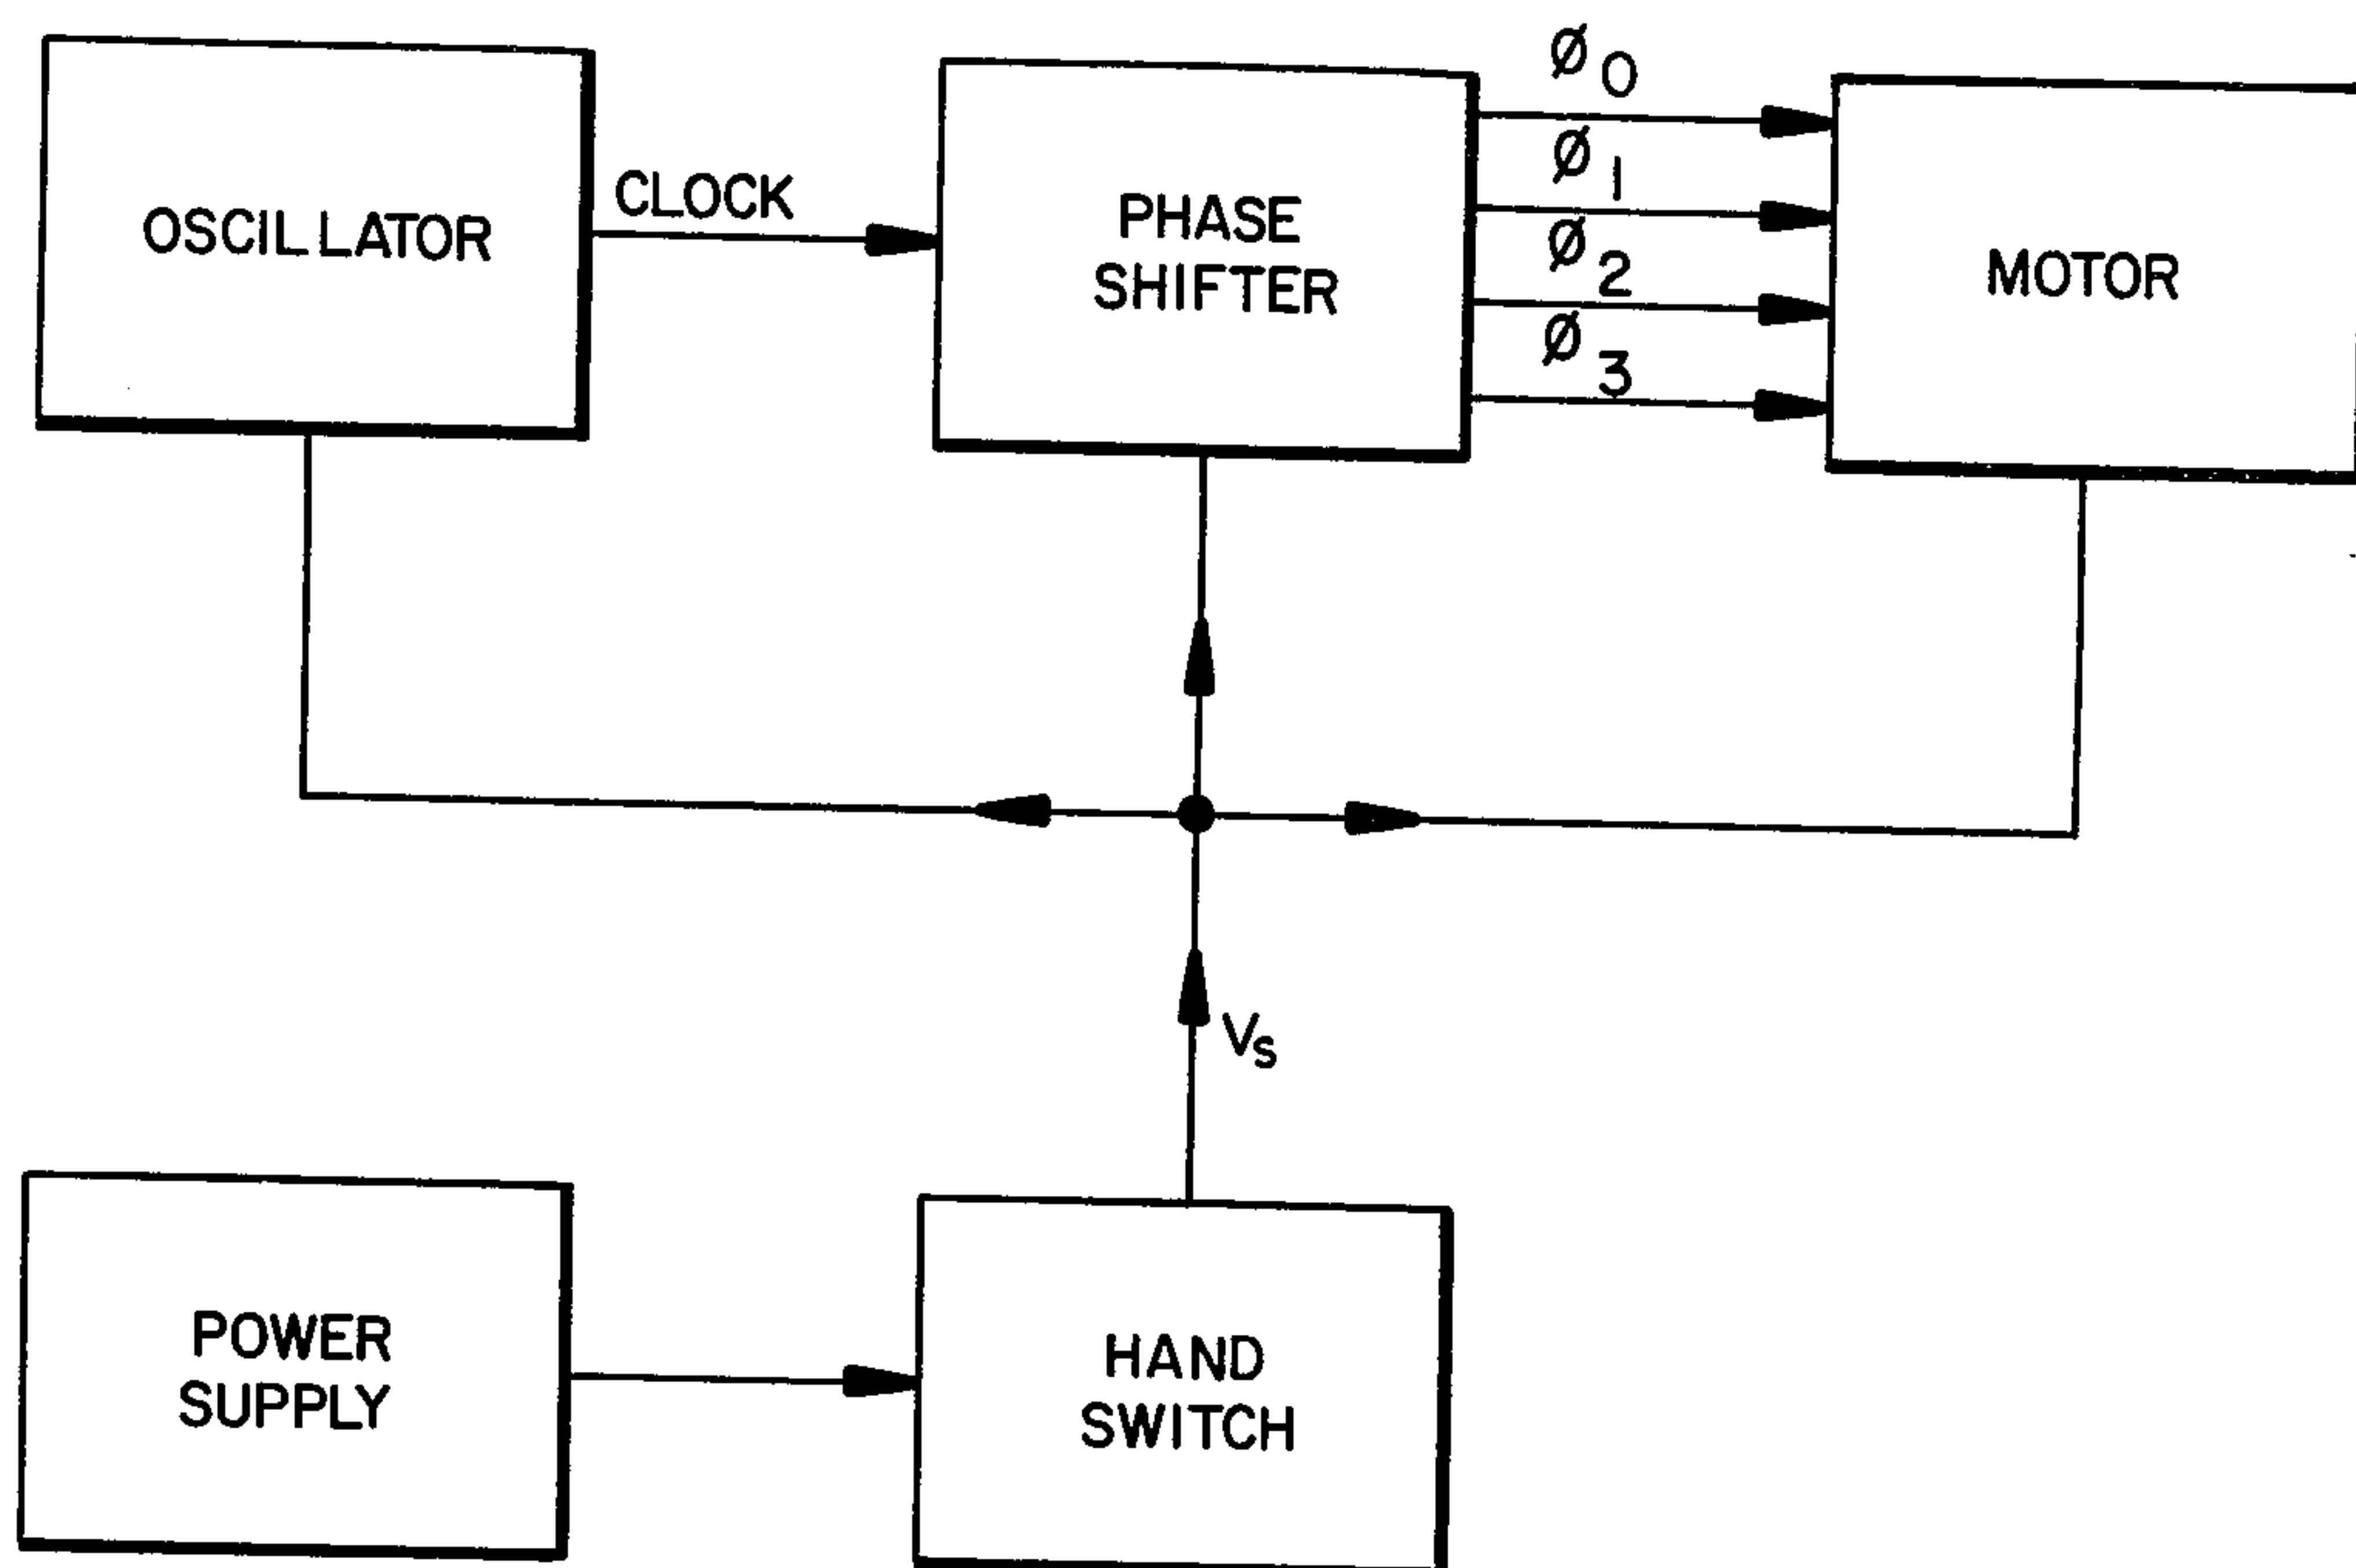 OSCILLATOR
CLOCK
PHASE
SHIFTER
Ø0
Ø1
Ø2
Ø3
MOTOR
VS
POWER
SUPPLY
HAND
SWITCH